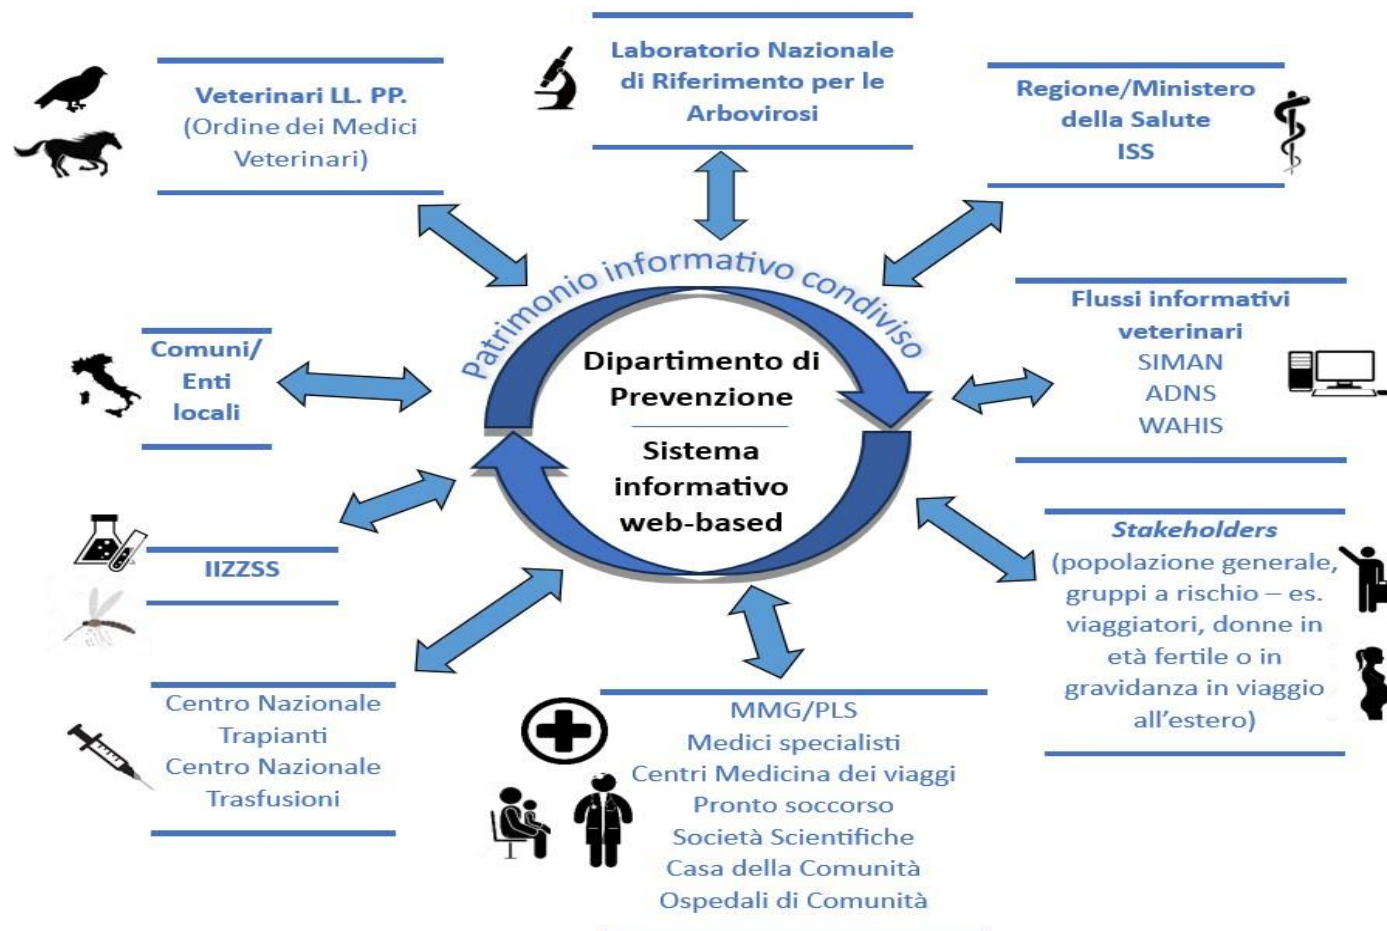 Laboratorio Nazionale
di Riferimento per le
Arbovirosi
Veterinari LL. PP.
(Ordine dei Medici
Veterinari)
Regione/Ministero
della Salute
ISS
Patrimonio informativo condiviso
Flussi informativi
veterinari
SIMAN
ADNS
WAHIS
Comuni/
Enti
locali
Dipartimento di
Prevenzione
Sistema
informativo
web-based
Stakeholders
(popolazione generale,
gruppi a rischio – es.
viaggiatori, donne in
età fertile o in
gravidanza in viaggio
all’estero)
IIZZSS
Centro Nazionale
Trapianti
Centro Nazionale
Trasfusioni
MMG/PLS
Medici specialisti
Centri Medicina dei viaggi
Pronto soccorso
Società Scientifiche
Casa della Comunità
Ospedali di Comunità